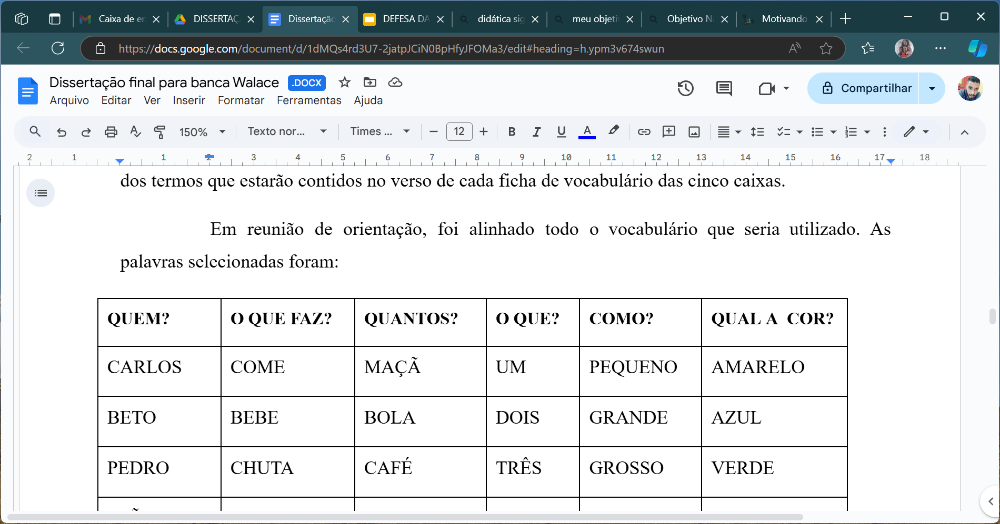 Caixa de en
DISSERTAÇ
Dissertação
DEFESA DA
didática sig
meu objeti
Objetivo N
Motivando
https://docs.google.com/document/d/1dMQs4rd3U7-2jatpJCiN0BpHfyJFOMa3/edit#heading=h.ypm3v674swun
Dissertação final para banca Walace .DOCX
Arquivo Editar Ver Inserir Formatar Ferramentas Ajuda
Compartilhar
150% Texto nor... Times ... 12 B I U A
2 1 1 2 3 4 5 6 7 8 9 10 11 12 13 14 15 16 17 18
dos termos que estarão contidos no verso de cada ficha de vocabulário das cinco caixas.
Em reunião de orientação, foi alinhado todo o vocabulário que seria utilizado. As
palavras selecionadas foram:
QUEM? O QUE FAZ? QUANTOS? O QUE? COMO? QUAL A COR?
CARLOS COME MAÇÃ UM PEQUENO AMARELO
BETO BEBE BOLA DOIS GRANDE AZUL
PEDRO CHUTA CAFÉ TRÊS GROSSO VERDE